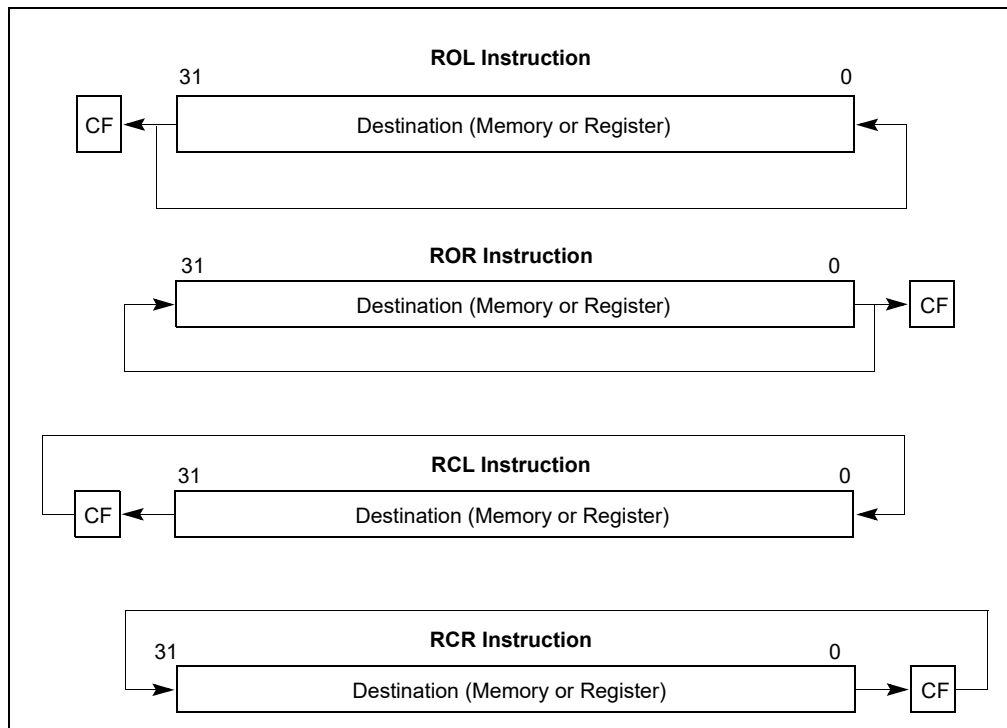 ROL Instruction
31 0
CF Destination (Memory or Register)
ROR Instruction
31 0
Destination (Memory or Register) CF
RCL Instruction
31 0
CF Destination (Memory or Register)
RCR Instruction
31 0
Destination (Memory or Register) CF